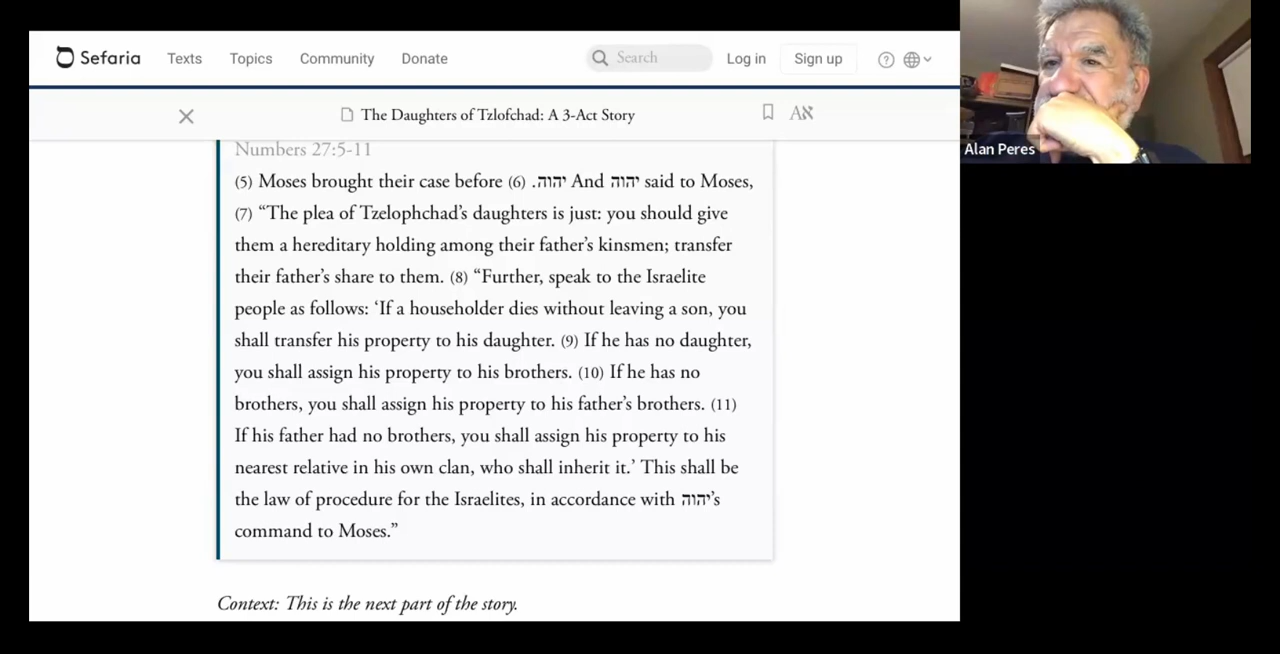 Sefaria Texts Topics Community Donate Search Log in Sign up
The Daughters of Tzlofchad: A 3-Act Story Aא
Numbers 27:5-11
(5) Moses brought their case before יהוה. (6) And יהוה said to Moses,
(7) “The plea of Tzelophchad’s daughters is just: you should give
them a hereditary holding among their father’s kinsmen; transfer
their father’s share to them. (8) “Further, speak to the Israelite
people as follows: ‘If a householder dies without leaving a son, you
shall transfer his property to his daughter. (9) If he has no daughter,
you shall assign his property to his brothers. (10) If he has no
brothers, you shall assign his property to his father’s brothers. (11)
If his father had no brothers, you shall assign his property to his
nearest relative in his own clan, who shall inherit it.’ This shall be
the law of procedure for the Israelites, in accordance with יהוה’s
command to Moses.”
Context: This is the next part of the story.
Alan Peres